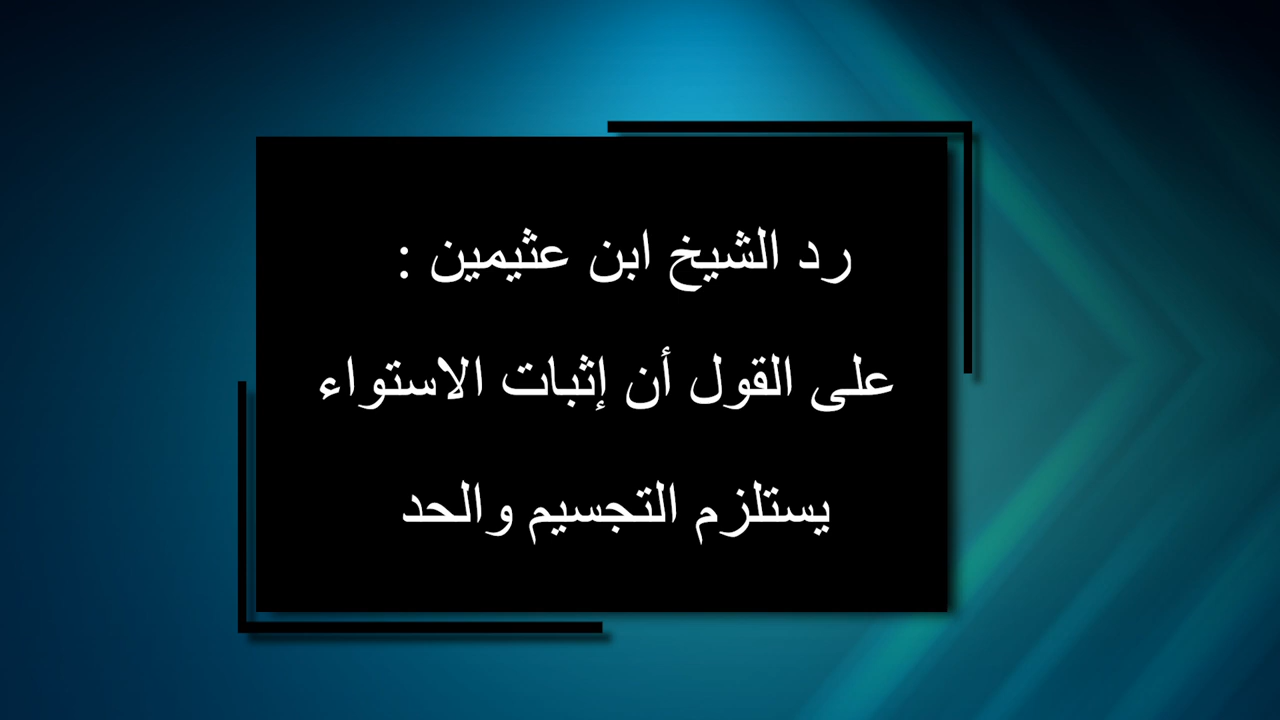 رد الشيخ ابن عثيمين :
على القول أن إثبات الاستواء
يستلزم التجسيم والحد